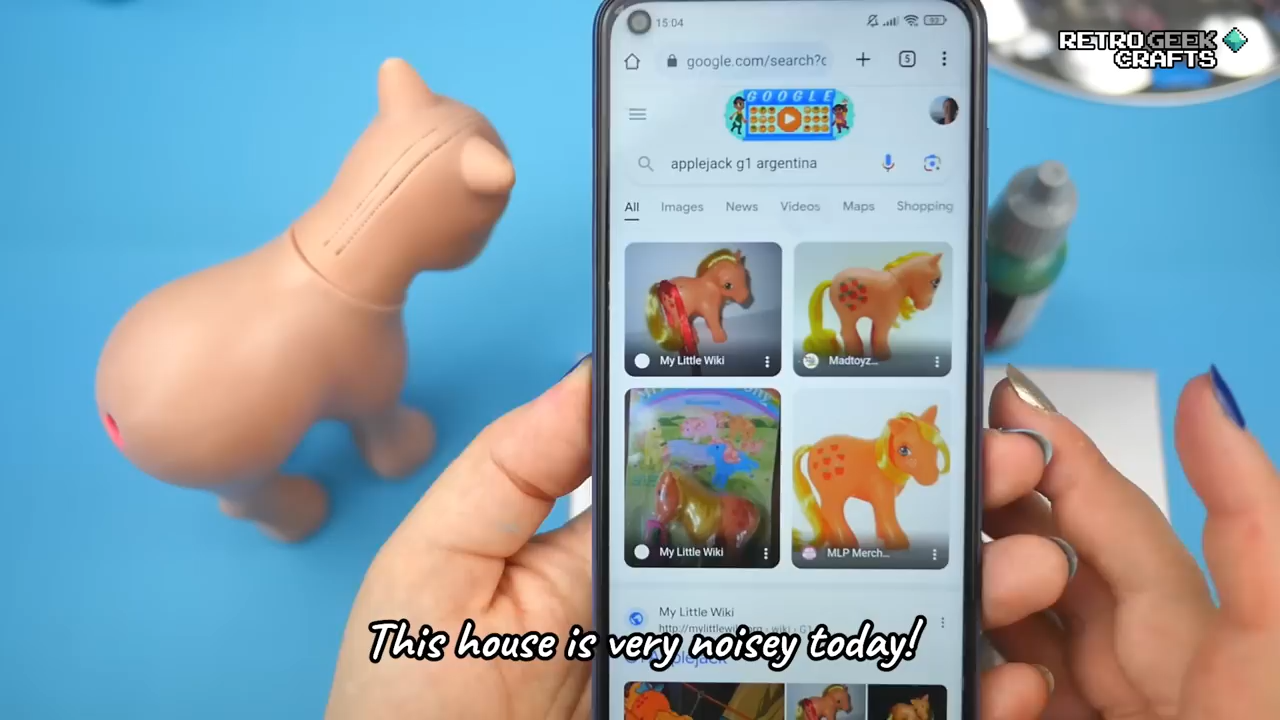 RETRO GEEK
CRAFTS
15:04
92
google.com/search?
5
GOOGLE
applejack g1 argentina
All Images News Videos Maps Shopping
My Little Wiki
Madtoyz...
My Little Wiki
MLP Merch...
My Little Wiki
This house is very noisey today!